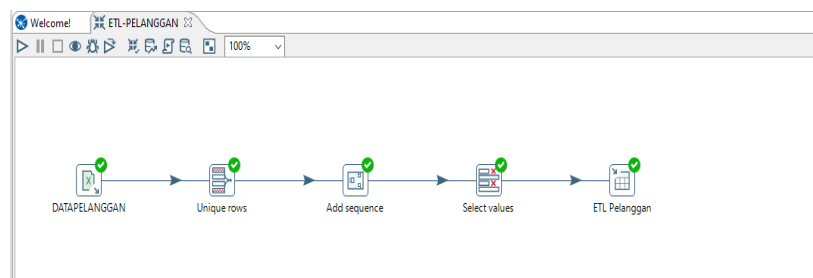 Welcome! ETL-PELANGGAN
100%
DATAPELANGGAN Unique rows Add sequence Select values ETL Pelanggan